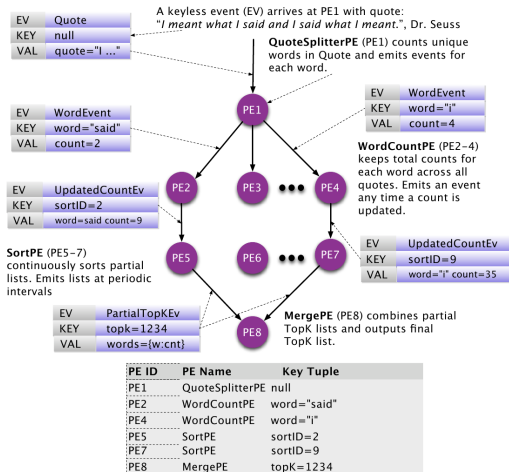 A keyless event (EV) arrives at PE1 with quote:
“I meant what I said and I said what I meant.”, Dr. Seuss
EV Quote
KEY null
VAL quote="I ..."
QuoteSplitterPE (PE1) counts unique
words in Quote and emits events for
each word.
PE1
EV WordEvent
KEY word="said"
VAL count=2
EV WordEvent
KEY word="i"
VAL count=4
WordCountPE (PE2-4)
keeps total counts for
each word across all
quotes. Emits an event
any time a count is
updated.
PE2
PE3
PE4
EV UpdatedCountEv
KEY sortID=2
VAL word=said count=9
EV UpdatedCountEv
KEY sortID=9
VAL word="i" count=35
SortPE (PE5-7)
continuously sorts partial
lists. Emits lists at periodic
intervals
PE5
PE6
PE7
EV PartialTopKEv
KEY topk=1234
VAL words={w:cnt}
PE8
MergePE (PE8) combines partial
TopK lists and outputs final
TopK list.
PE ID PE Name Key Tuple
PE1 QuoteSplitterPE null
PE2 WordCountPE word="said"
PE4 WordCountPE word="i"
PE5 SortPE sortID=2
PE7 SortPE sortID=9
PE8 MergePE topK=1234